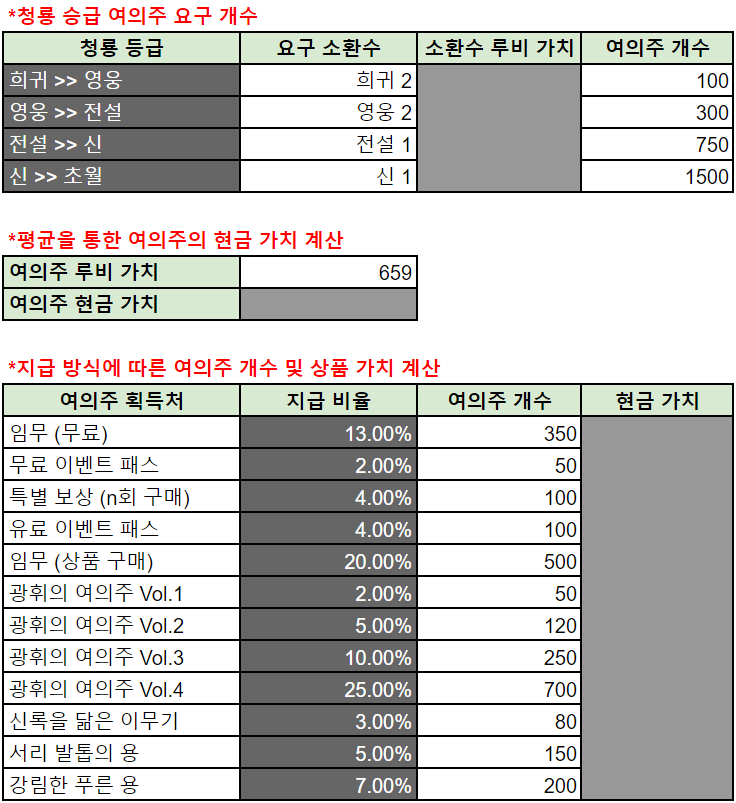 *청룡 승급 여의주 요구 개수
청룡 등급 요구 소환수 소환수 루비 가치 여의주 개수
희귀 >> 영웅 희귀 2 100
영웅 >> 전설 영웅 2 300
전설 >> 신 전설 1 750
신 >> 초월 신 1 1500
*평균을 통한 여의주의 현금 가치 계산
여의주 루비 가치 659
여의주 현금 가치
*지급 방식에 따른 여의주 개수 및 상품 가치 계산
여의주 획득처 지급 비율 여의주 개수 현금 가치
임무 (무료) 13.00% 350
무료 이벤트 패스 2.00% 50
특별 보상 (n회 구매) 4.00% 100
유료 이벤트 패스 4.00% 100
임무 (상품 구매) 20.00% 500
광휘의 여의주 Vol.1 2.00% 50
광휘의 여의주 Vol.2 5.00% 120
광휘의 여의주 Vol.3 10.00% 250
광휘의 여의주 Vol.4 25.00% 700
신록을 닮은 이무기 3.00% 80
서리 발톱의 용 5.00% 150
강림한 푸른 용 7.00% 200